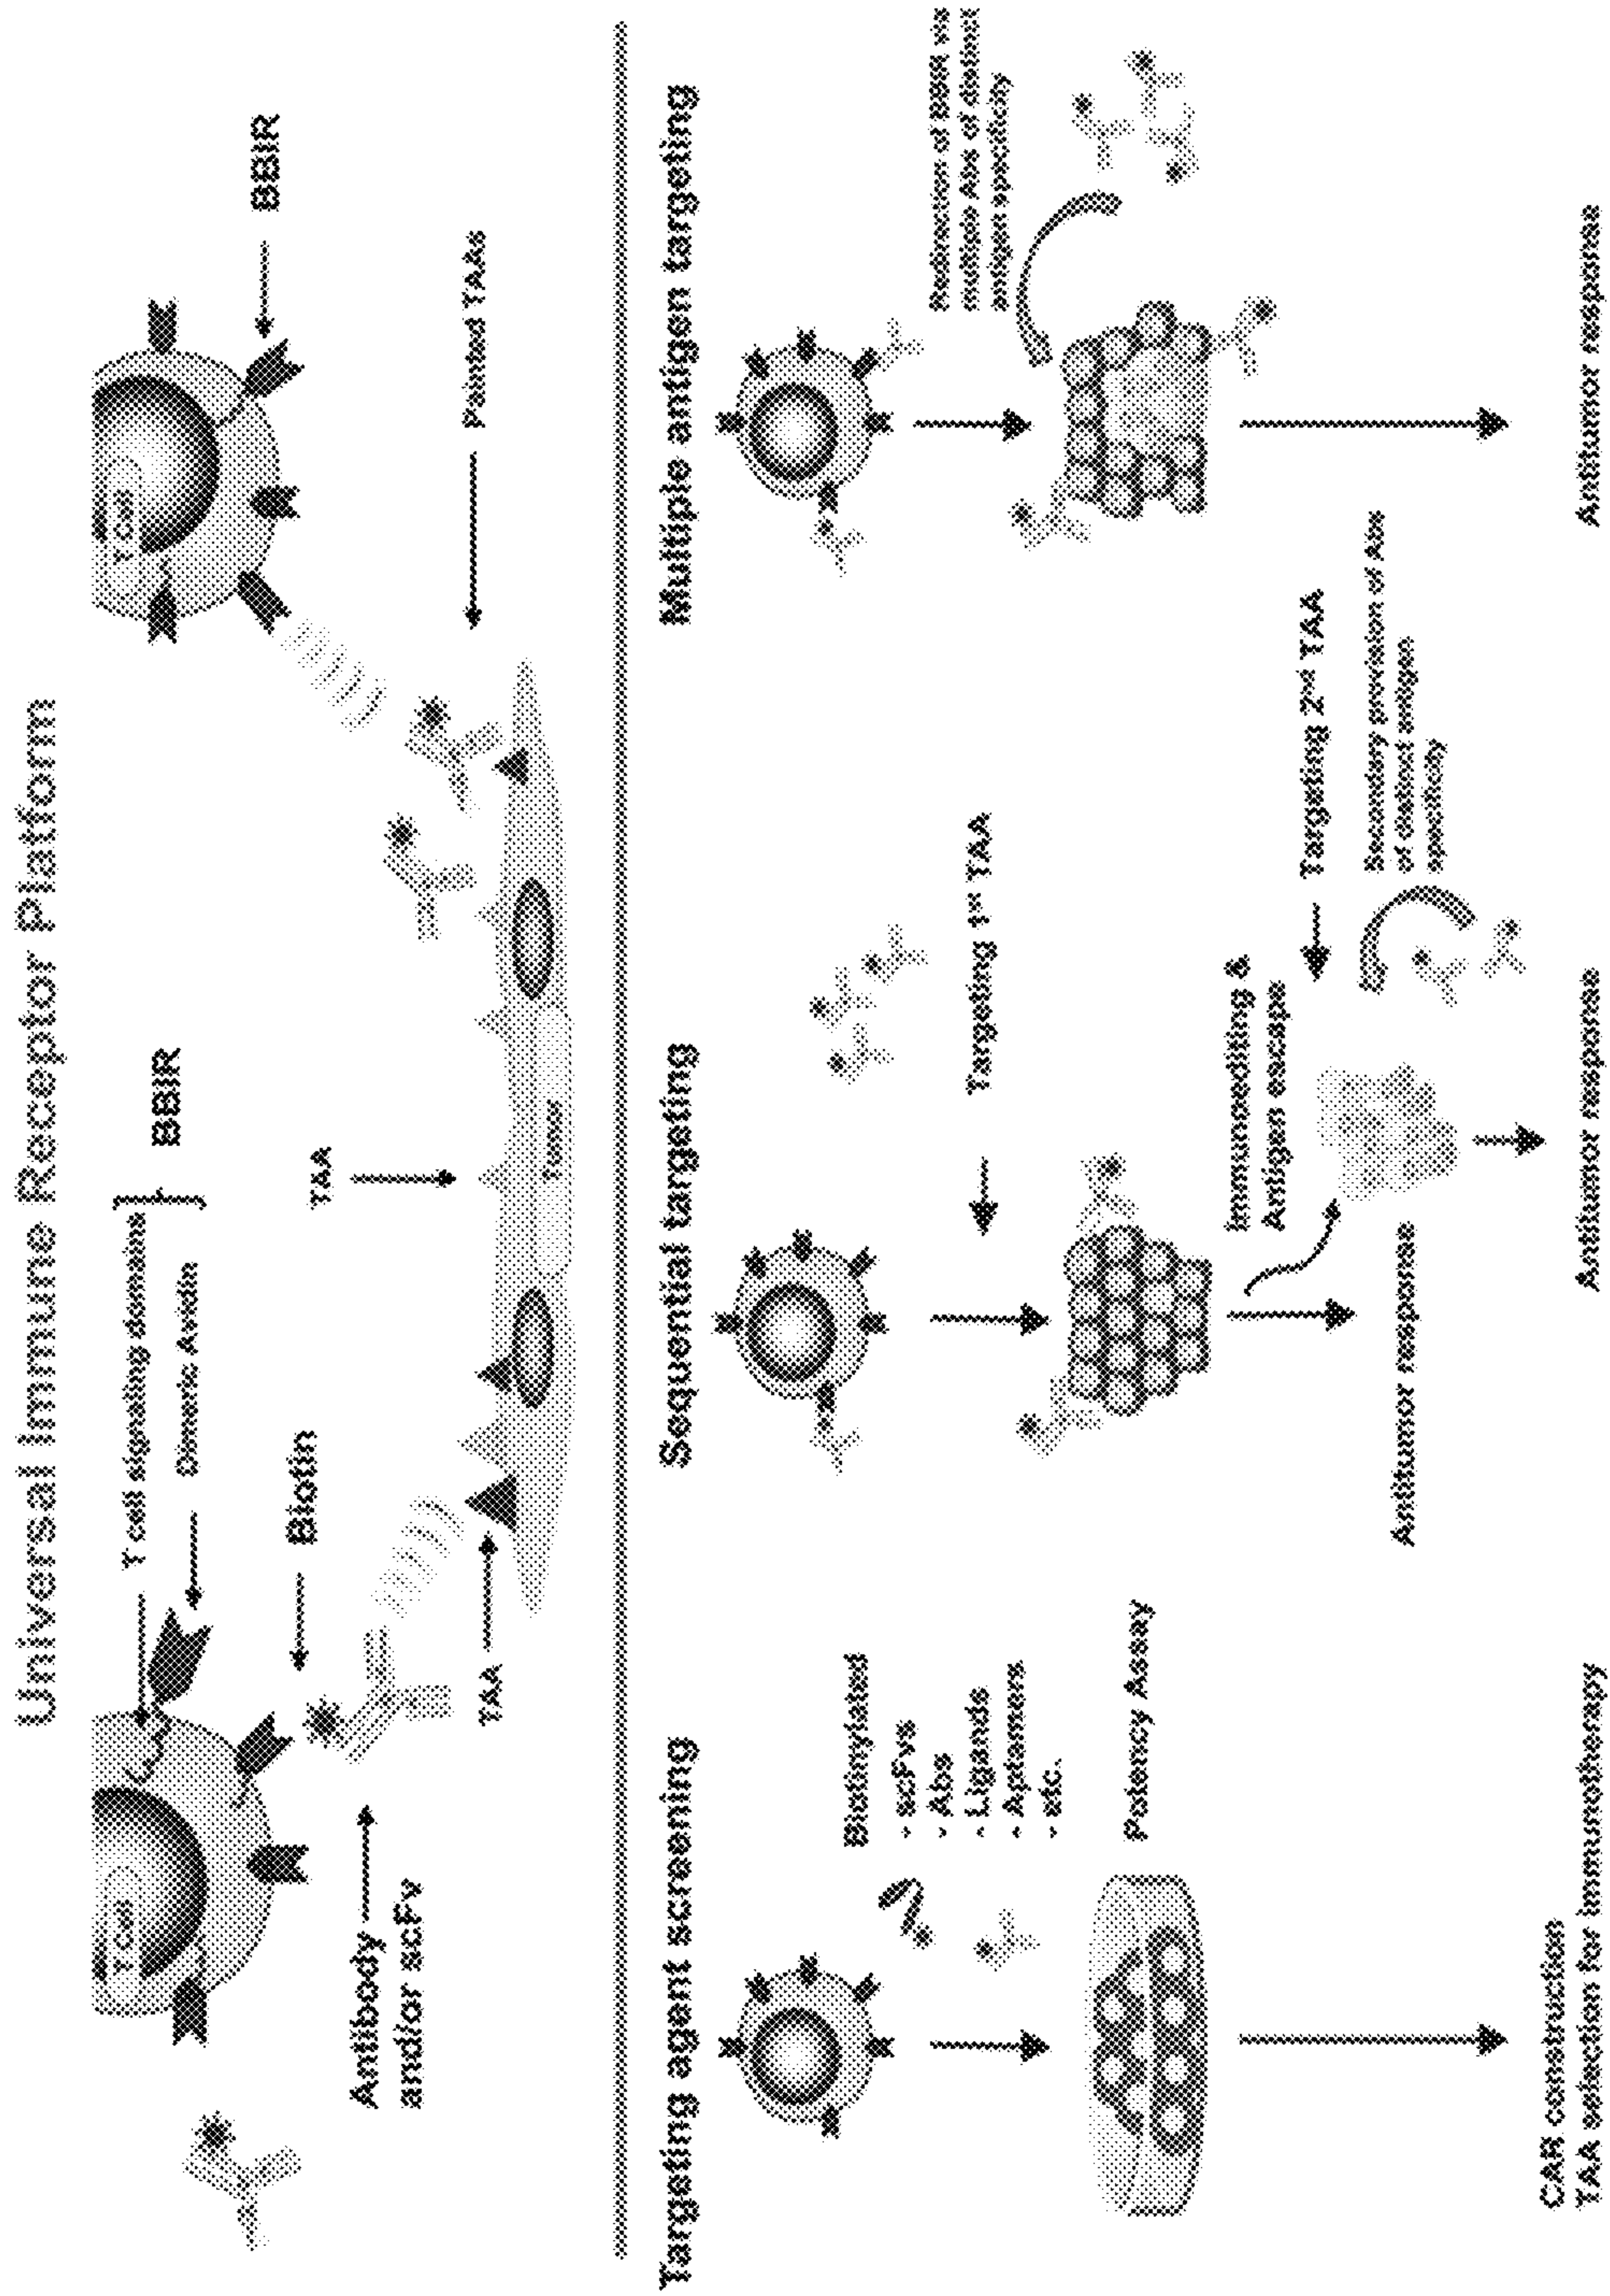 Universal Immune Receptor Platform
T Cell
T cell signaling domains
Dimeric Avidin
BBIR
Biotin
Antibody
and/or scFv
TAA
TAA
Tumor
T Cell
BBIR
Painted TAAs
Targeting agent screening
Biotinylated
- scFvs
- Abs
- Ligands
- Aptamers
- etc.
Potency Assay
CAR construction
TAA selection for immunotherapy
Sequential targeting
Targeting 1st TAA
Immunoediting &
Antigen escape
Antitumor response
Targeting 2nd TAA
Secondary provision of Abs
of distinct antigen
specificity
Antitumor response
Multiple antigen targeting
Redirection of BBIR via
multiple Abs of distinct
antigen specificity
Antitumor response